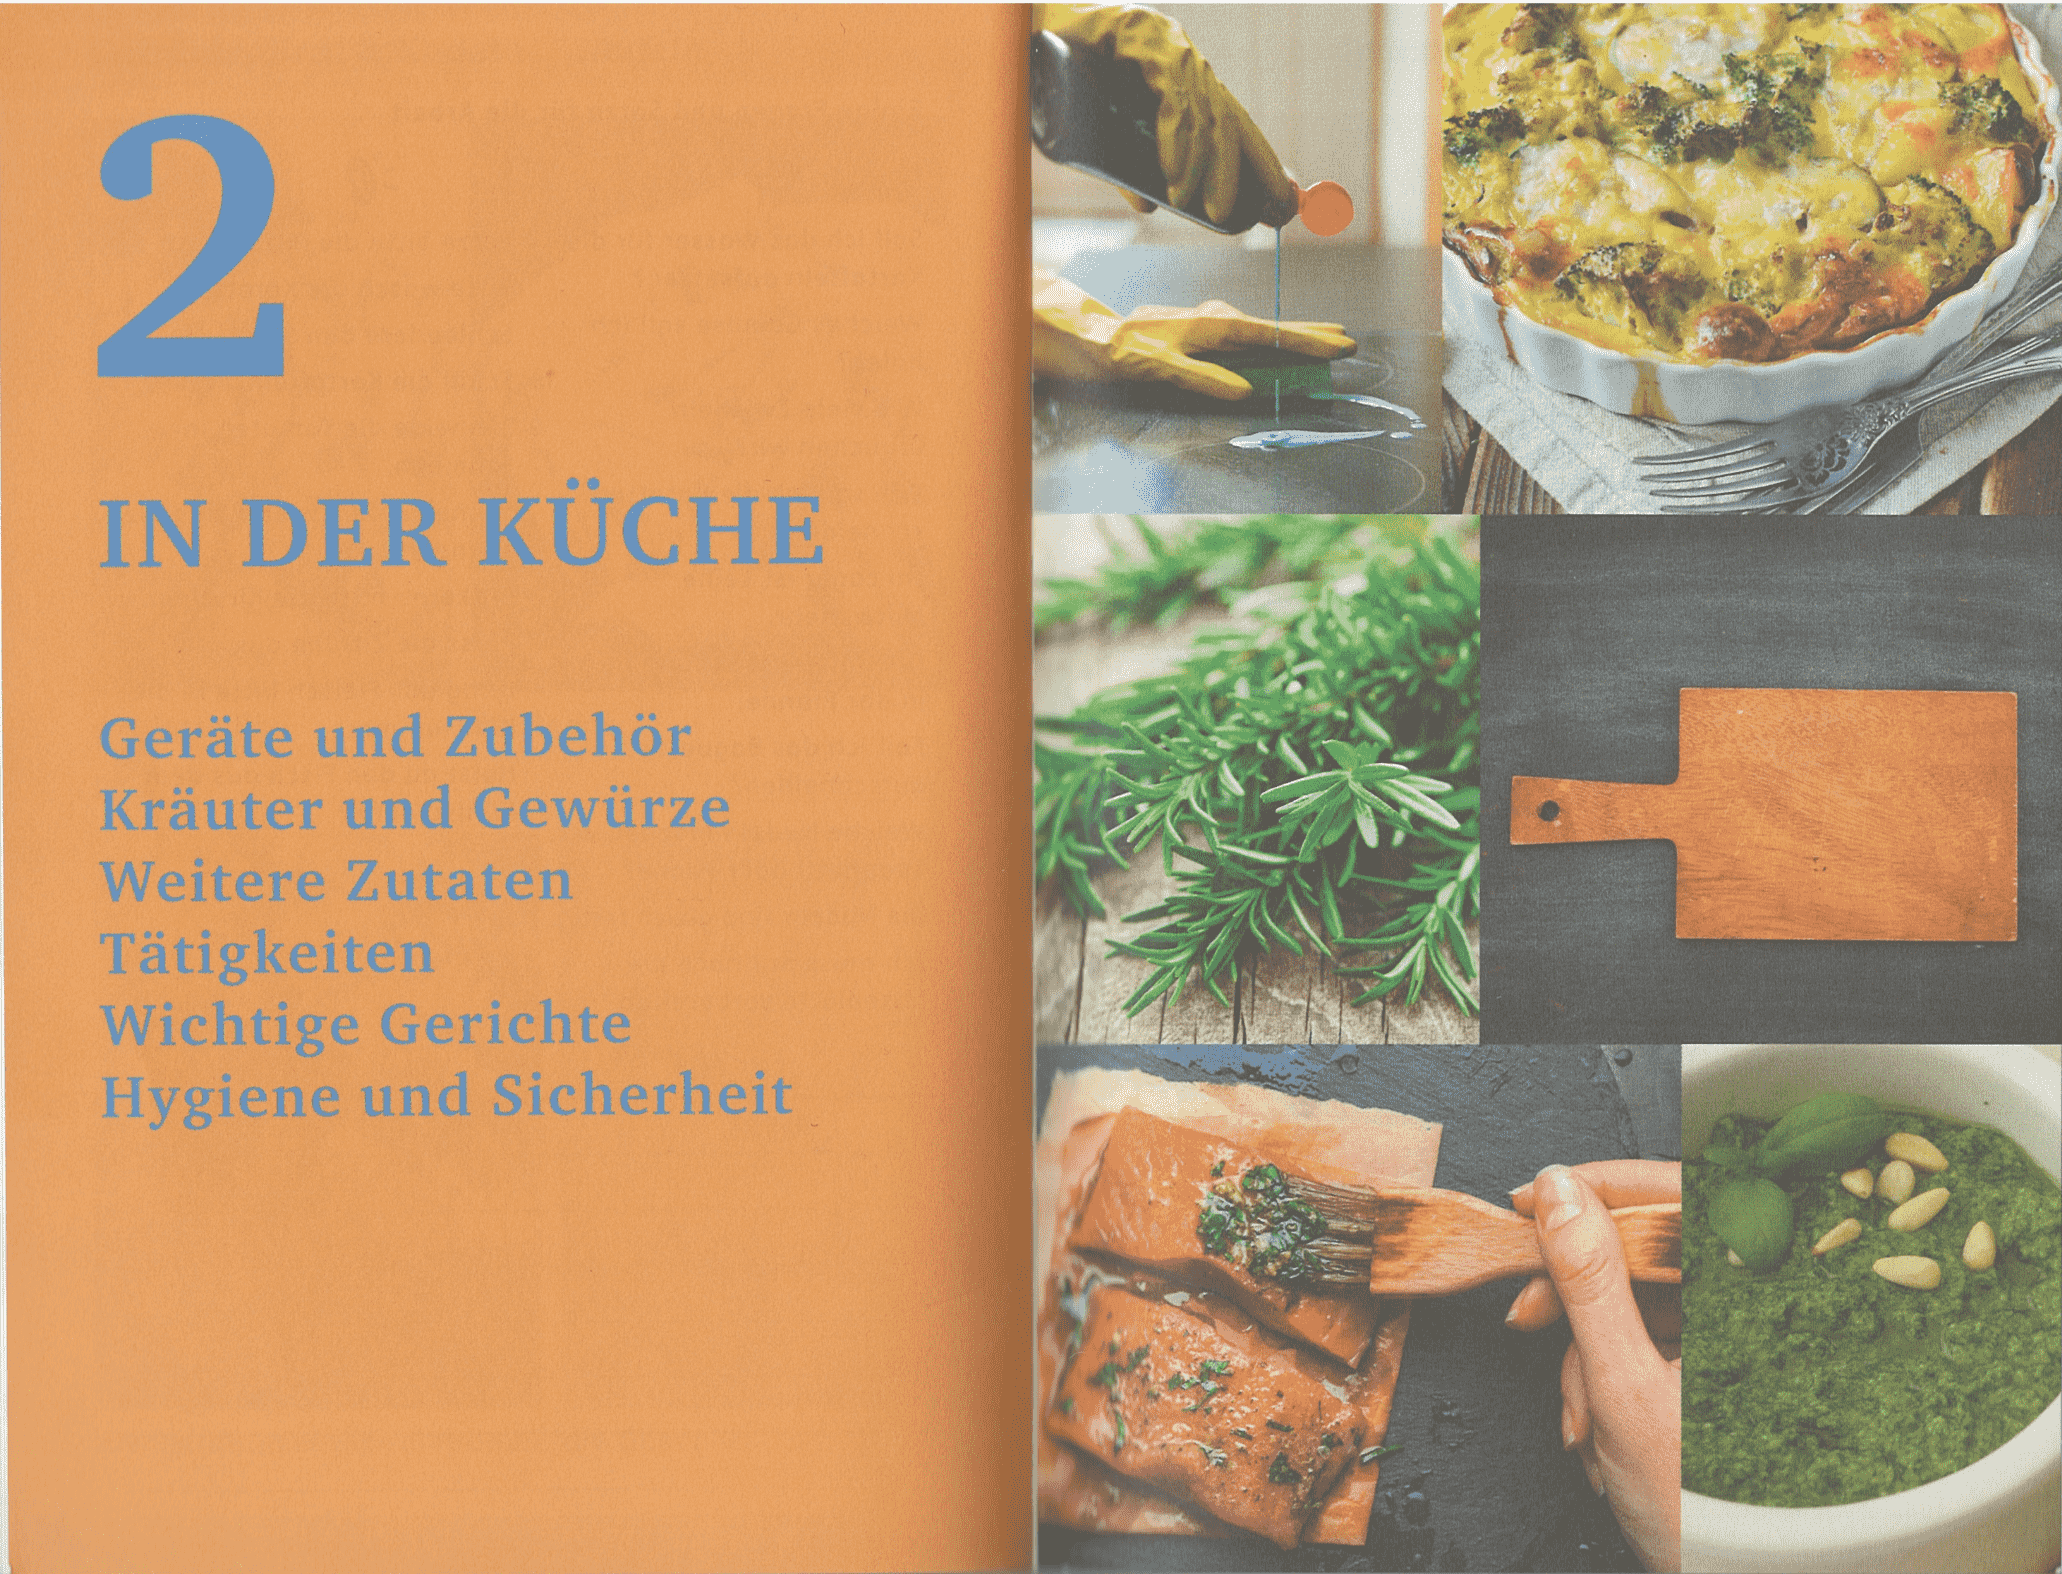 2
IN DER KÜCHE
Geräte und Zubehör
Kräuter und Gewürze
Weitere Zutaten
Tätigkeiten
Wichtige Gerichte
Hygiene und Sicherheit